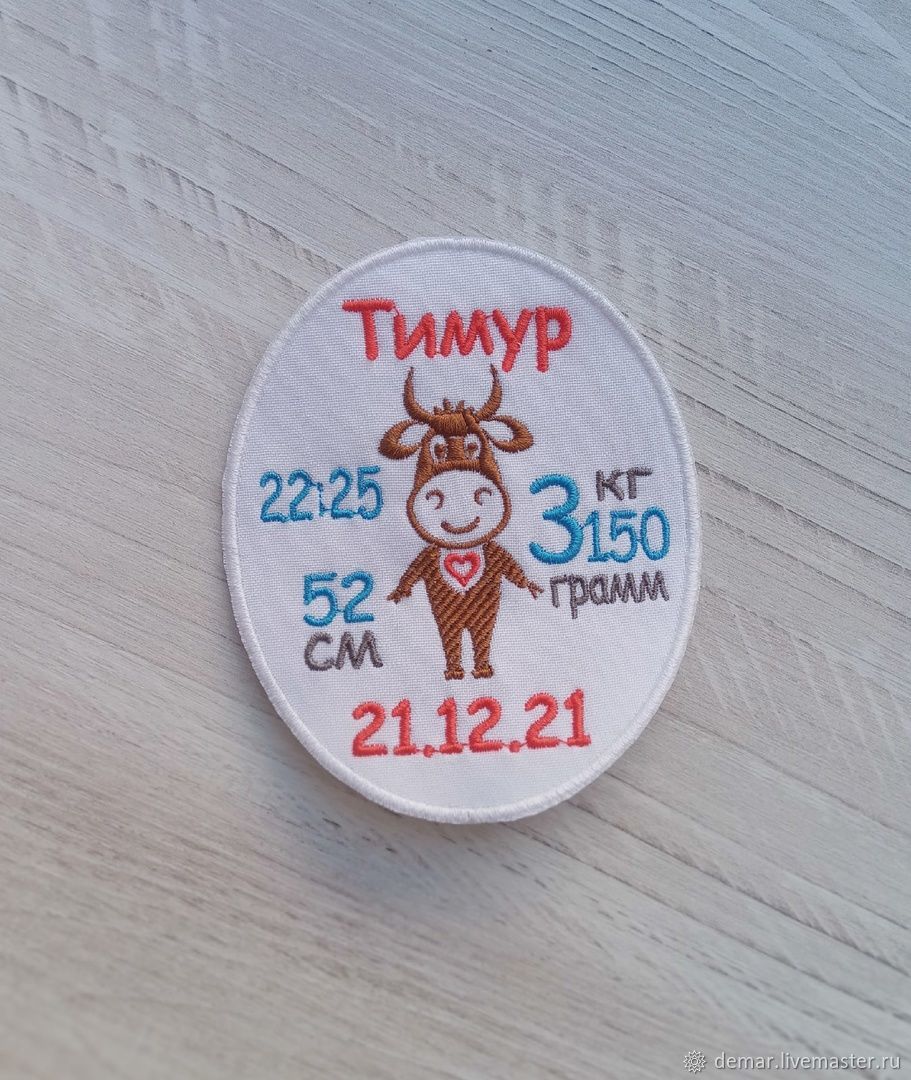 Тимур
22:25
3 кг
150
грамм
52
см
21.12.21
demar.livemaster.ru